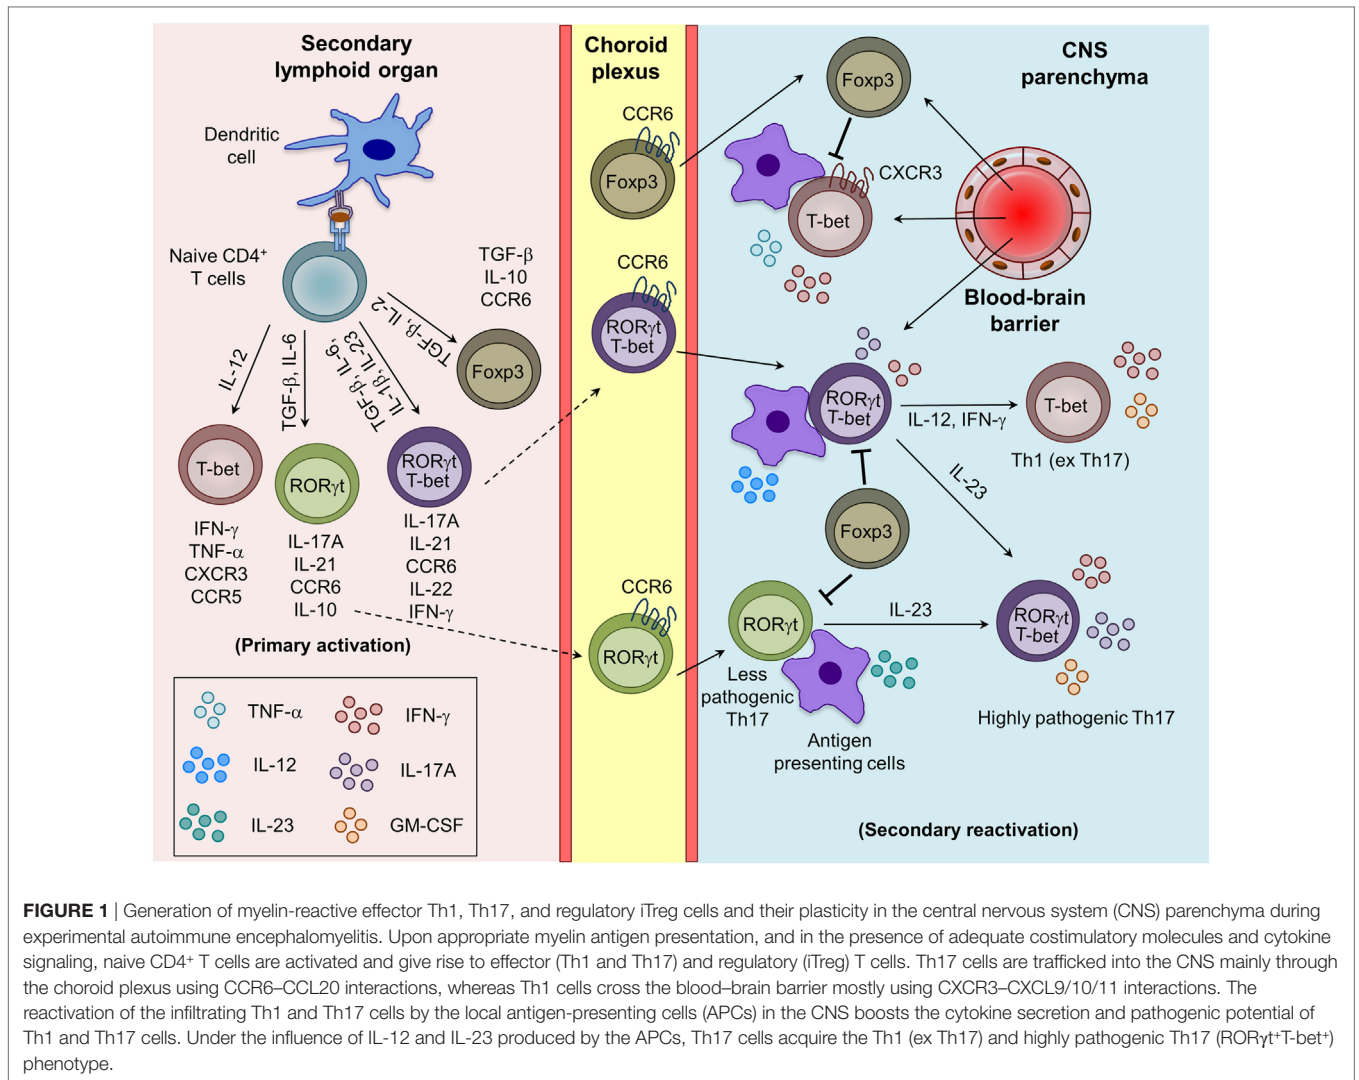 Secondary
lymphoid organ
Dendritic
cell
Naive CD4⁺
T cells
IL-12
TGF-β, IL-6
TGF-β, IL-6,
IL-1β, IL-23
TGF-β, IL-2
TGF-β
IL-10
CCR6
Foxp3
T-bet
RORγt
RORγt
T-bet
IFN-γ
TNF-α
CXCR3
CCR5
IL-17A
IL-21
CCR6
IL-10
IL-17A
IL-21
CCR6
IL-22
IFN-γ
(Primary activation)
TNF-α
IFN-γ
IL-12
IL-17A
IL-23
GM-CSF
Choroid
plexus
CCR6
Foxp3
CCR6
RORγt
T-bet
CCR6
RORγt
CNS
parenchyma
Foxp3
CXCR3
T-bet
Blood-brain
barrier
RORγt
T-bet
IL-12, IFN-γ
T-bet
Th1 (ex Th17)
IL-23
Foxp3
RORγt
IL-23
RORγt
T-bet
Less
pathogenic
Th17
Highly pathogenic Th17
Antigen
presenting cells
(Secondary reactivation)
FIGURE 1 | Generation of myelin-reactive effector Th1, Th17, and regulatory iTreg cells and their plasticity in the central nervous system (CNS) parenchyma during
experimental autoimmune encephalomyelitis. Upon appropriate myelin antigen presentation, and in the presence of adequate costimulatory molecules and cytokine
signaling, naive CD4⁺ T cells are activated and give rise to effector (Th1 and Th17) and regulatory (iTreg) T cells. Th17 cells are trafficked into the CNS mainly through
the choroid plexus using CCR6–CCL20 interactions, whereas Th1 cells cross the blood–brain barrier mostly using CXCR3–CXCL9/10/11 interactions. The
reactivation of the infiltrating Th1 and Th17 cells by the local antigen-presenting cells (APCs) in the CNS boosts the cytokine secretion and pathogenic potential of
Th1 and Th17 cells. Under the influence of IL-12 and IL-23 produced by the APCs, Th17 cells acquire the Th1 (ex Th17) and highly pathogenic Th17 (RORγt⁺T-bet⁺)
phenotype.